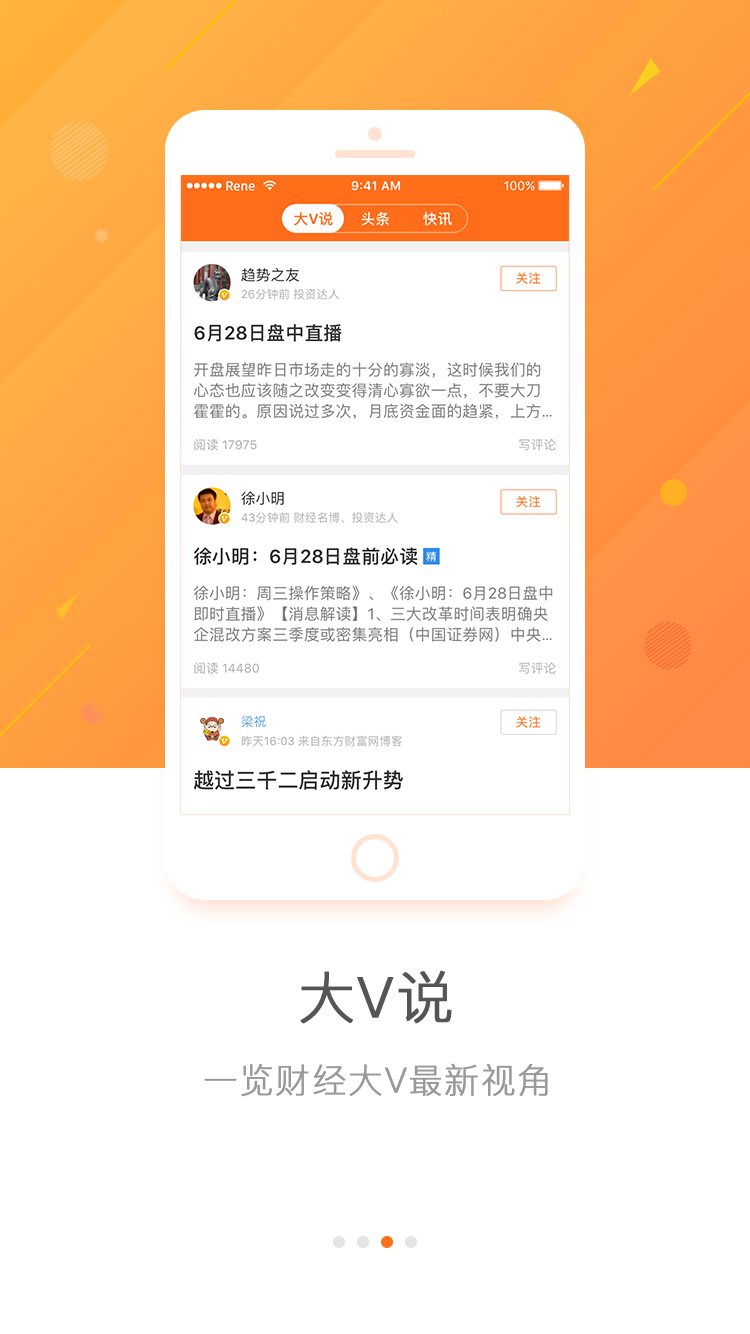 Rene
9:41 AM
100%
大V说 头条 快讯
趋势之友
关注
26分钟前 投资达人
6月28日盘中直播
开盘展望昨日市场走的十分的寡淡，这时候我们的
心态也应该随之改变变得清心寡欲一点，不要大刀
霍霍的。原因说过多次，月底资金面的趋紧，上方...
阅读 17975
写评论
徐小明
关注
43分钟前 财经名博、投资达人
徐小明：6月28日盘前必读 精
徐小明：周三操作策略》、《徐小明：6月28日盘中
即时直播》【消息解读】1、三大改革时间表明确央
企混改方案三季度或密集亮相（中国证券网）中央...
阅读 14480
写评论
梁祝
关注
昨天16:03 来自东方财富网博客
越过三千二启动新升势
大V说
一览财经大V最新视角